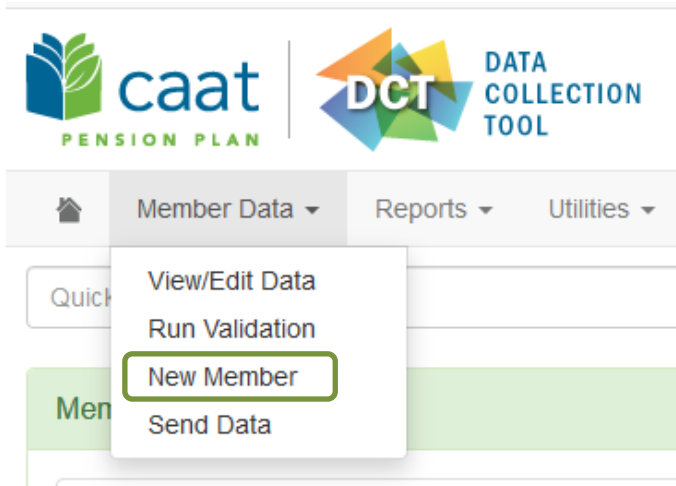 caat
PENSION PLAN
DCT
DATA
COLLECTION
TOOL
Member Data
Reports
Utilities
View/Edit Data
Run Validation
New Member
Send Data